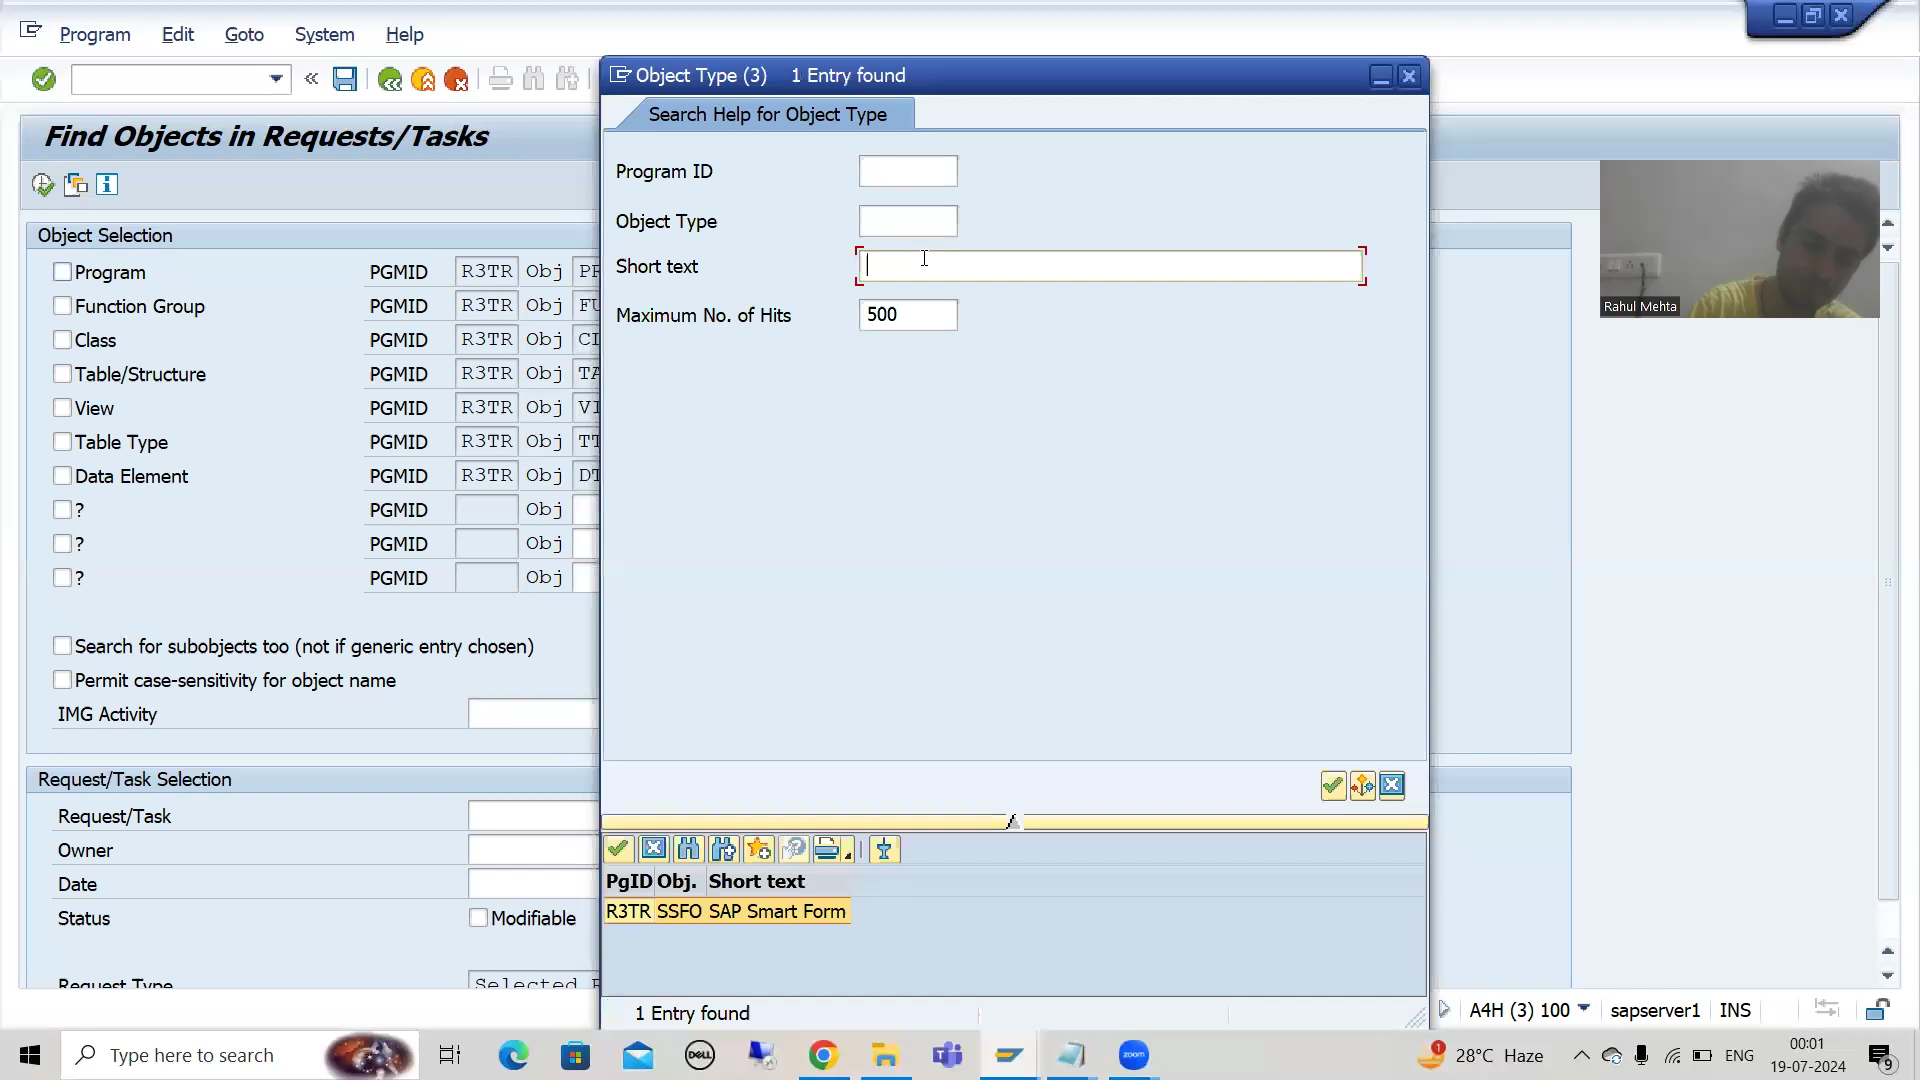 Program Edit Goto System Help
Find Objects in Requests/Tasks
Object Selection
Program PGMID R3TR Obj PR
Function Group PGMID R3TR Obj FU
Class PGMID R3TR Obj CL
Table/Structure PGMID R3TR Obj TA
View PGMID R3TR Obj VI
Table Type PGMID R3TR Obj TT
Data Element PGMID R3TR Obj DT
? PGMID Obj
? PGMID Obj
? PGMID Obj
Search for subobjects too (not if generic entry chosen)
Permit case-sensitivity for object name
IMG Activity
Request/Task Selection
Request/Task
Owner
Date
Status Modifiable
Request Type Selected
Object Type (3) 1 Entry found
Search Help for Object Type
Program ID
Object Type
Short text
Maximum No. of Hits 500
PgID Obj. Short text
R3TR SSFO SAP Smart Form
1 Entry found
Rahul Mehta
A4H (3) 100 sapserver1 INS
Type here to search
DELL
zoom
1
28°C Haze
ENG
00:01
19-07-2024
9